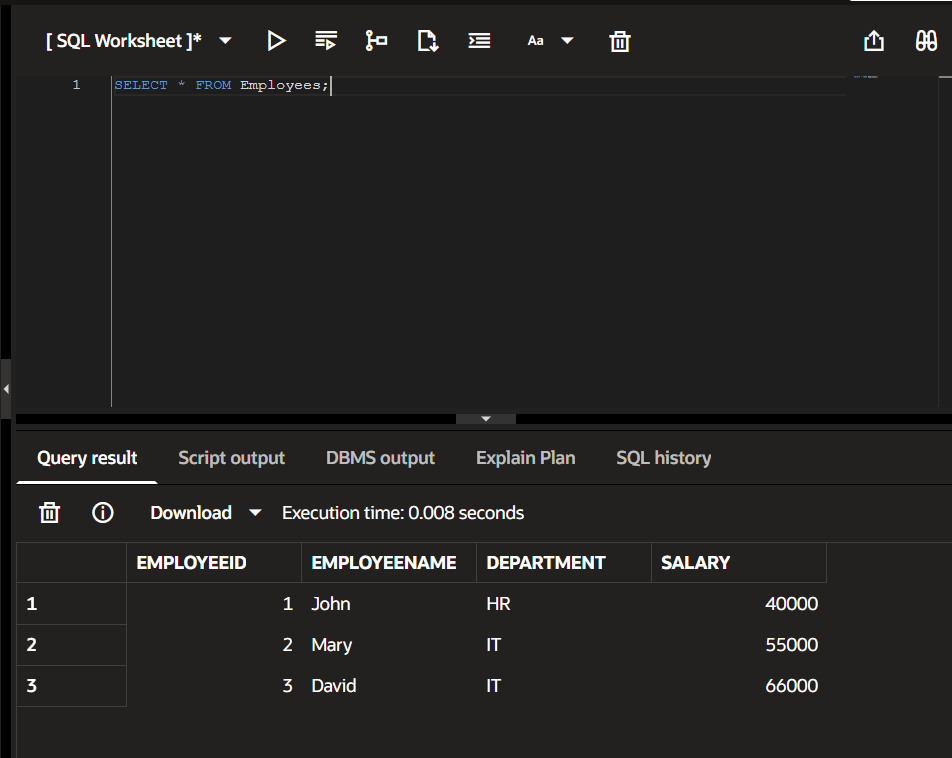 [ SQL Worksheet ]* Aa
1 SELECT * FROM Employees;
Query result Script output DBMS output Explain Plan SQL history
Download Execution time: 0.008 seconds
EMPLOYEEID EMPLOYEENAME DEPARTMENT SALARY
1 1 John HR 40000
2 2 Mary IT 55000
3 3 David IT 66000